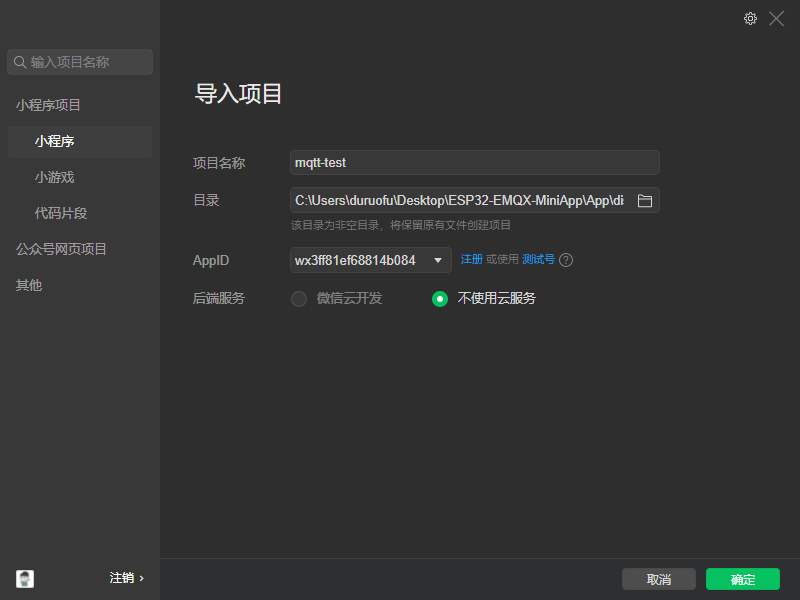 输入项目名称
小程序项目
小程序
小游戏
代码片段
公众号网页项目
其他
注销 ›
导入项目
项目名称
mqtt-test
目录
C:\Users\duruofu\Desktop\ESP32-EMQX-MiniApp\App\di
该目录为非空目录，将保留原有文件创建项目
AppID
wx3ff81ef68814b084
注册 或使用 测试号 ?
后端服务
微信云开发
不使用云服务
取消
确定